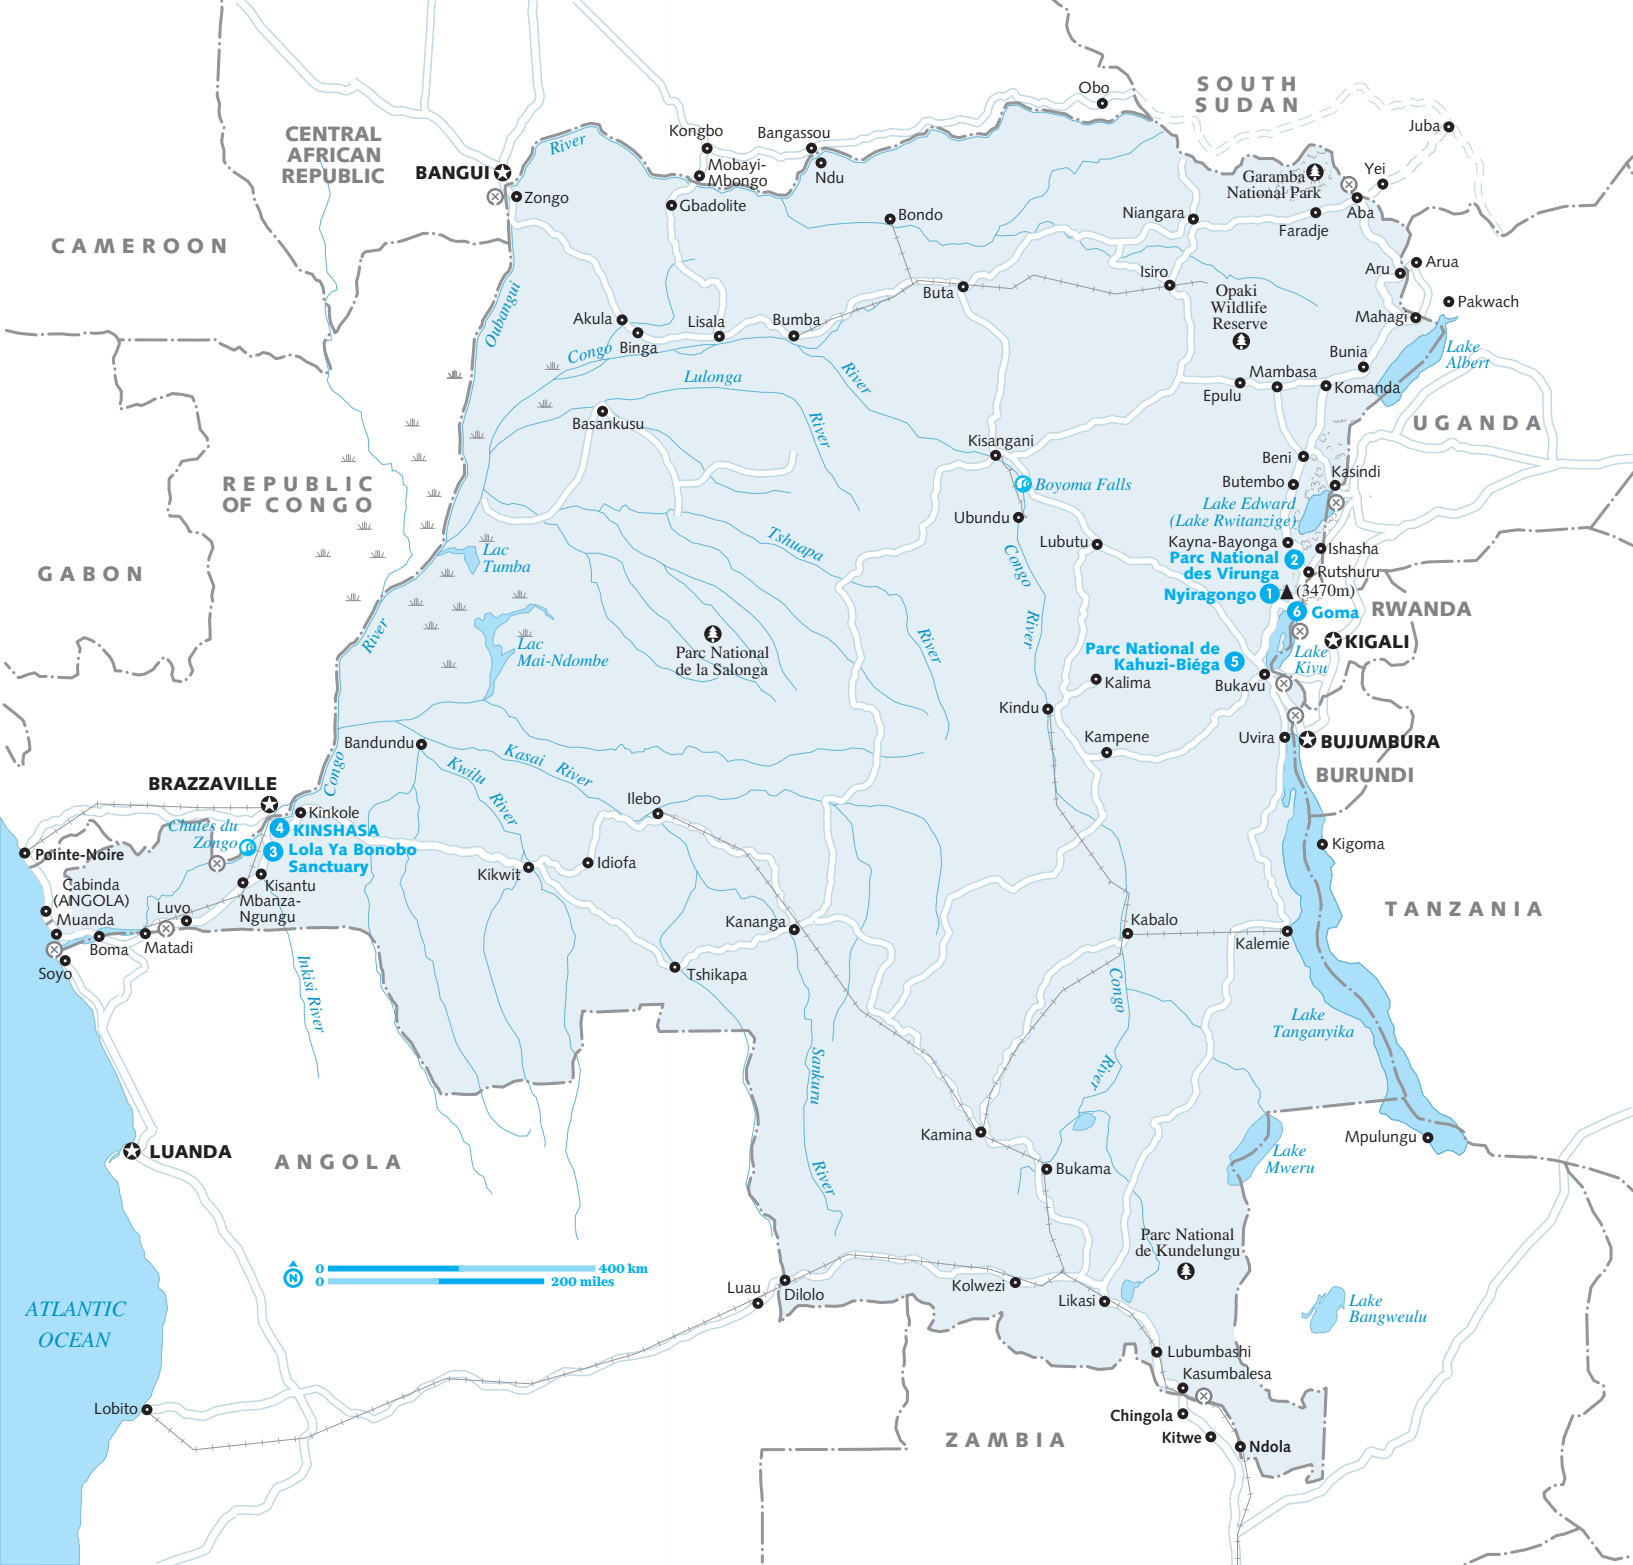 Obo
SOUTH
SUDAN
Juba
CENTRAL
AFRICAN
REPUBLIC
River
Kongbo
Bangassou
BANGUI
Mobayi-
Mbongo
Ndu
Garamba
National Park
Yei
Zongo
Gbadolite
Bondo
Niangara
Faradje
Aba
CAMEROON
Aru
Arua
Isiro
Buta
Opaki
Wildlife
Reserve
Pakwach
Mahagi
Oubangui
Akula
Lisala
Bumba
Congo
Binga
Bunia
Lake
Albert
Lulonga
River
Mambasa
Komanda
Epulu
Basankusu
River
UGANDA
Kisangani
Beni
Kasindi
REPUBLIC
OF CONGO
Boyoma Falls
Butembo
Lake Edward
(Lake Rwitanzige)
Ubundu
Lubutu
Kayna-Bayonga
Ishasha
Lac
Tumba
Tshuapa
Congo
River
Parc National
des Virunga
2
Rutshuru
GABON
Nyiragongo
1
(3470m)
6
Goma
RWANDA
River
Lac
Mai-Ndombe
Parc National
de la Salonga
River
KIGALI
Parc National de
Kahuzi-Biéga
5
Lake
Kivu
Kalima
Bukavu
Kindu
Bandundu
Kasai River
Kwilu
River
Kampene
Uvira
BUJUMBURA
BURUNDI
Congo
BRAZZAVILLE
Kinkole
Ilebo
Chutes du
Zongo
4
KINSHASA
3
Lola Ya Bonobo
Sanctuary
Pointe-Noire
Kigoma
Idiofa
Kikwit
Cabinda
(ANGOLA)
Kisantu
Mbanza-
Ngungu
Luvo
Muanda
Boma
Matadi
Soyo
Kananga
Kabalo
Kalemie
TANZANIA
Inkisi River
Tshikapa
Congo
River
Lake
Tanganyika
Sankuru
River
LUANDA
ANGOLA
Kamina
Bukama
Mpulungu
Lake
Mweru
Parc National
de Kundelungu
N
0
400 km
0
200 miles
Luau
Dilolo
Kolwezi
Likasi
ATLANTIC
OCEAN
Lake
Bangweulu
Lubumbashi
Kasumbalesa
Lobito
Chingola
Kitwe
Ndola
ZAMBIA